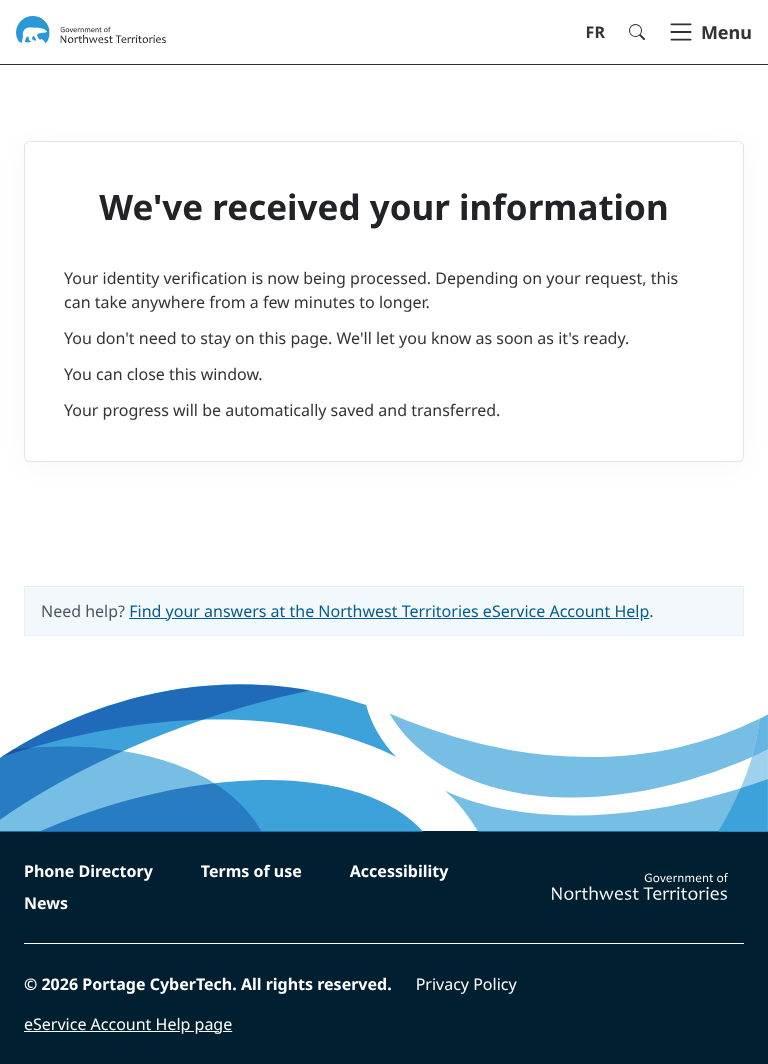 Government of
Northwest Territories
FR
Menu
We've received your information
Your identity verification is now being processed. Depending on your request, this
can take anywhere from a few minutes to longer.
You don't need to stay on this page. We'll let you know as soon as it's ready.
You can close this window.
Your progress will be automatically saved and transferred.
Need help? Find your answers at the Northwest Territories eService Account Help.
Phone Directory Terms of use Accessibility
News
Government of
Northwest Territories
© 2026 Portage CyberTech. All rights reserved. Privacy Policy
eService Account Help page